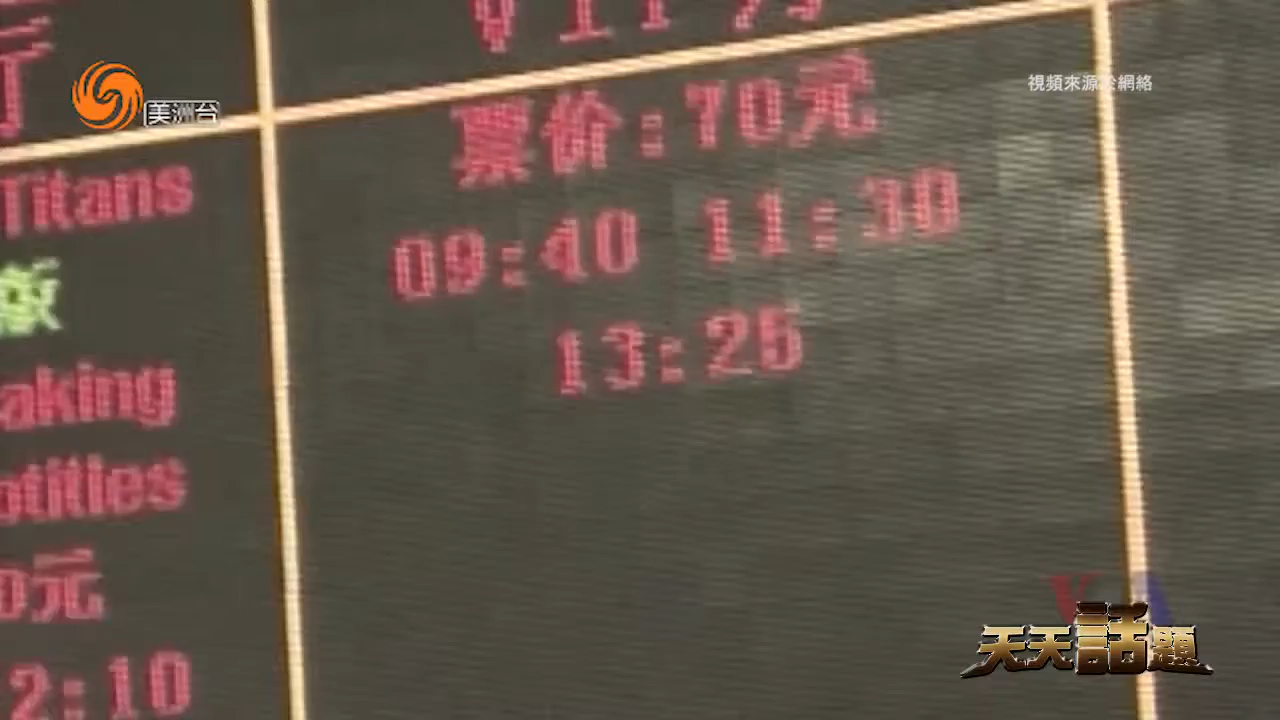 美洲台
視頻來源於網絡
票价:70元
Titans
09:40 11:30
13:25
aking
otities
0元
2:10
天天話題